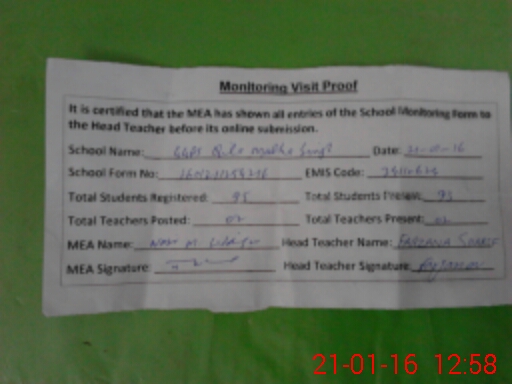 Monitoring Visit Proof
It is certified that the MEA has shown all entries of the School Monitoring Form to
the Head Teacher before its online submission.
School Name: GGPS Date: 21-01-16
School Form No: EMIS Code:
Total Students Registered: 95 Total Students Present: 93
Total Teachers Posted: 02 Total Teachers Present: 02
MEA Name: Head Teacher Name: FARZANA
MEA Signature: Head Teacher Signature:
21-01-16 12:58